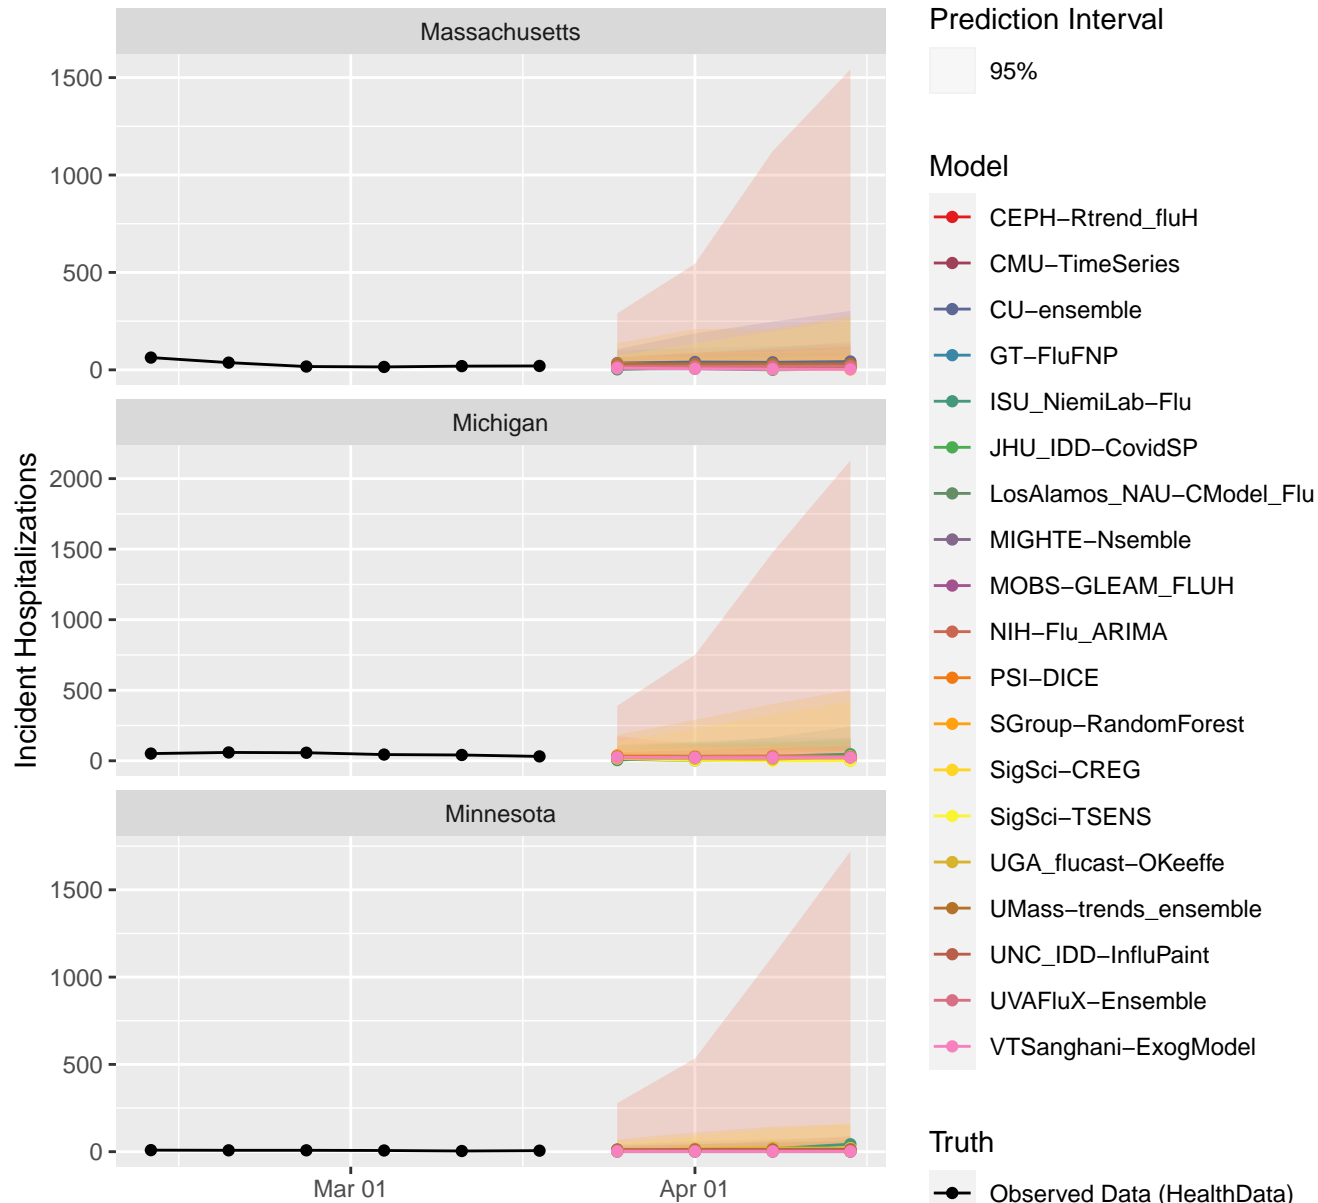 Massachusetts
1500
1000
500
0
Michigan
2000
1500
1000
500
0
Minnesota
1500
1000
500
0
Mar 01
Apr 01
Incident Hospitalizations
Prediction Interval
95%
Model
CEPH−Rtrend_fluH
CMU−TimeSeries
CU−ensemble
GT−FluFNP
ISU_NiemiLab−Flu
JHU_IDD−CovidSP
LosAlamos_NAU−CModel_Flu
MIGHTE−Nsemble
MOBS−GLEAM_FLUH
NIH−Flu_ARIMA
PSI−DICE
SGroup−RandomForest
SigSci−CREG
SigSci−TSENS
UGA_flucast−OKeeffe
UMass−trends_ensemble
UNC_IDD−InfluPaint
UVAFluX−Ensemble
VTSanghani−ExogModel
Truth
Observed Data (HealthData)